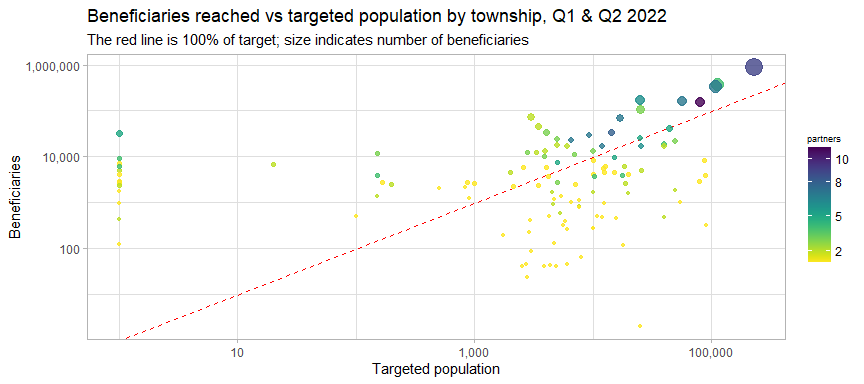 Beneficiaries reached vs targeted population by township, Q1 & Q2 2022
The red line is 100% of target; size indicates number of beneficiaries
1,000,000
10,000
100
Beneficiaries
10
1,000
100,000
Targeted population
partners
10
8
5
2